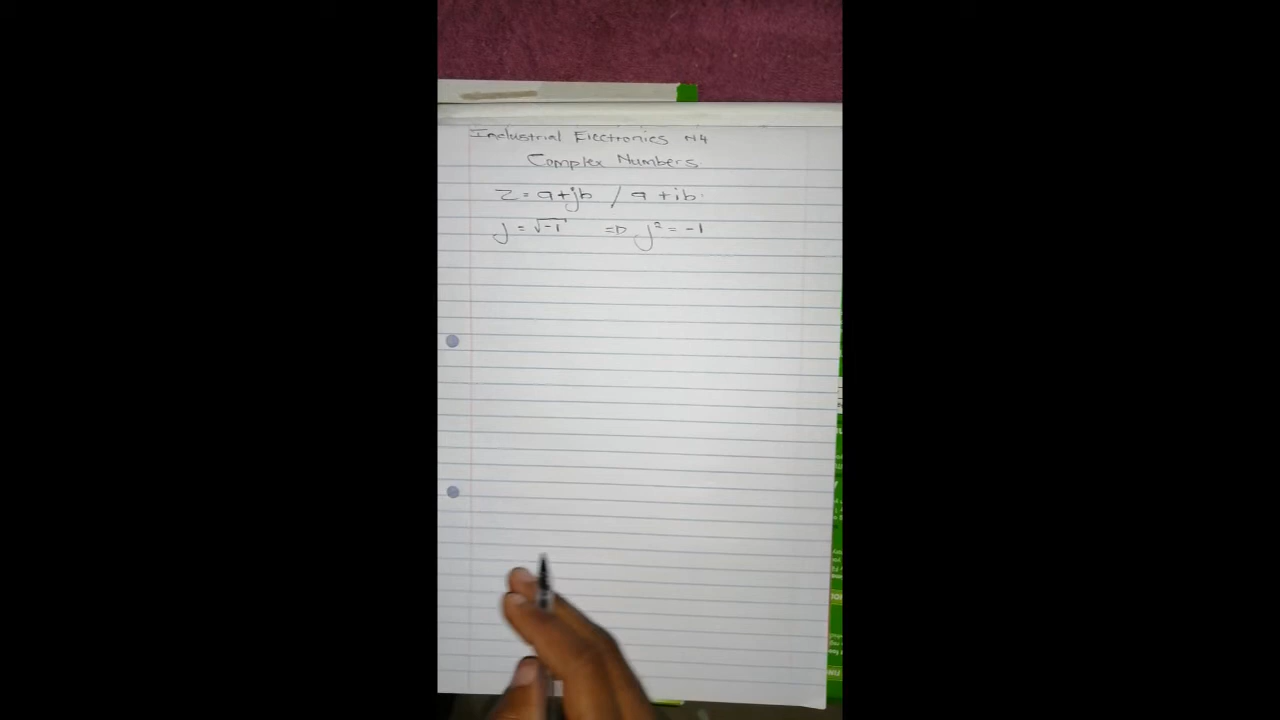 Industrial Electronics N4
Complex Numbers
Z = a+jb / a + ib
j = √-1 ⇒ j² = -1